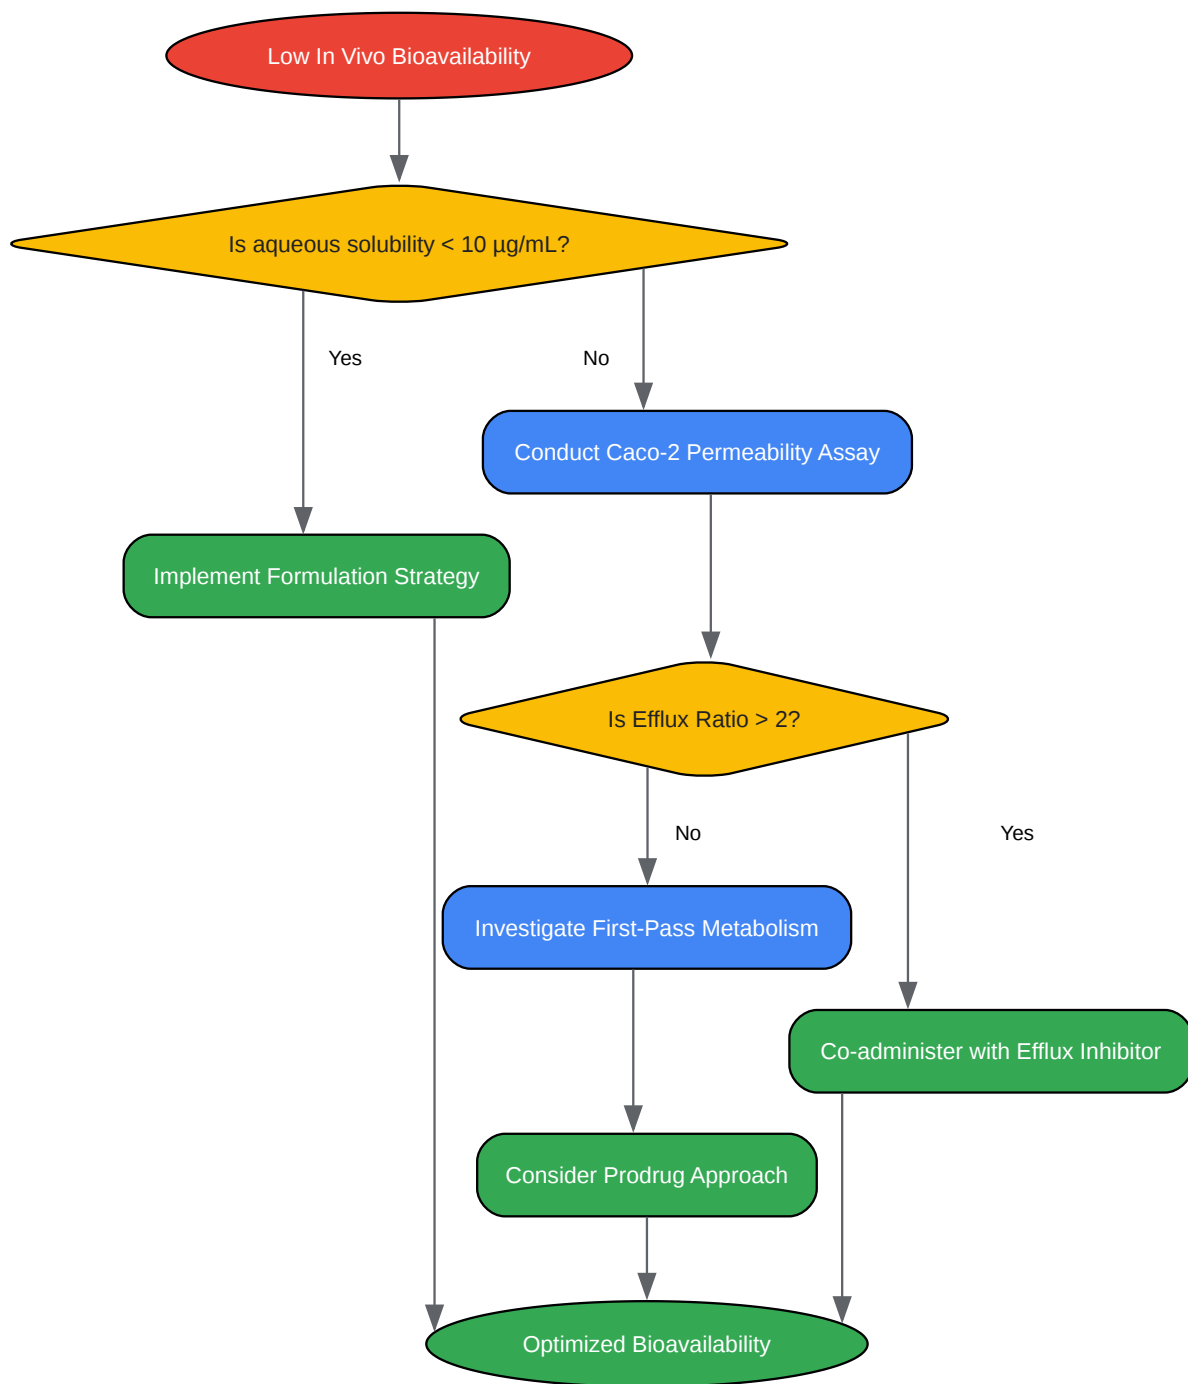 Low In Vivo Bioavailability
Is aqueous solubility < 10 µg/mL?
Yes
No
Conduct Caco-2 Permeability Assay
Implement Formulation Strategy
Is Efflux Ratio > 2?
No
Yes
Investigate First-Pass Metabolism
Co-administer with Efflux Inhibitor
Consider Prodrug Approach
Optimized Bioavailability